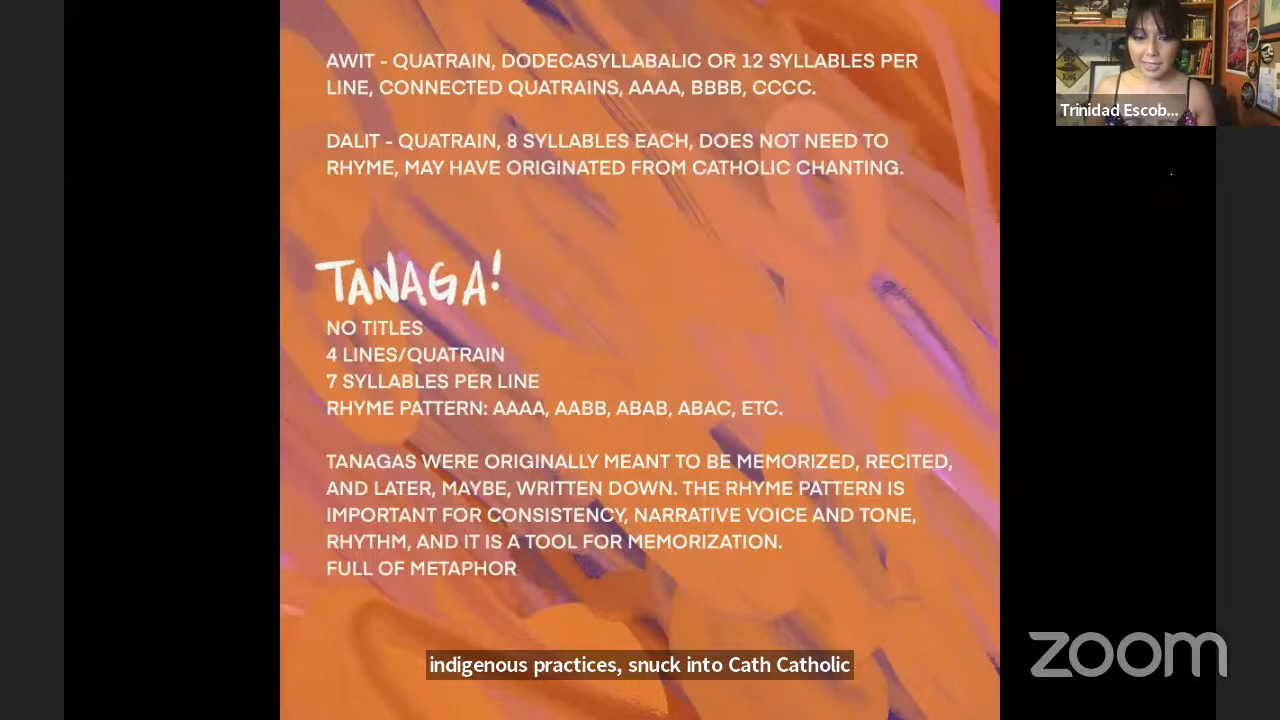 AWIT - QUATRAIN, DODECASYLLABALIC OR 12 SYLLABLES PER
LINE, CONNECTED QUATRAINS, AAAA, BBBB, CCCC.
DALIT - QUATRAIN, 8 SYLLABLES EACH, DOES NOT NEED TO
RHYME, MAY HAVE ORIGINATED FROM CATHOLIC CHANTING.
TANAGA!
NO TITLES
4 LINES/QUATRAIN
7 SYLLABLES PER LINE
RHYME PATTERN: AAAA, AABB, ABAB, ABAC, ETC.
TANAGAS WERE ORIGINALLY MEANT TO BE MEMORIZED, RECITED,
AND LATER, MAYBE, WRITTEN DOWN. THE RHYME PATTERN IS
IMPORTANT FOR CONSISTENCY, NARRATIVE VOICE AND TONE,
RHYTHM, AND IT IS A TOOL FOR MEMORIZATION.
FULL OF METAPHOR
indigenous practices, snuck into Cath Catholic
Trinidad Escob...
zoom